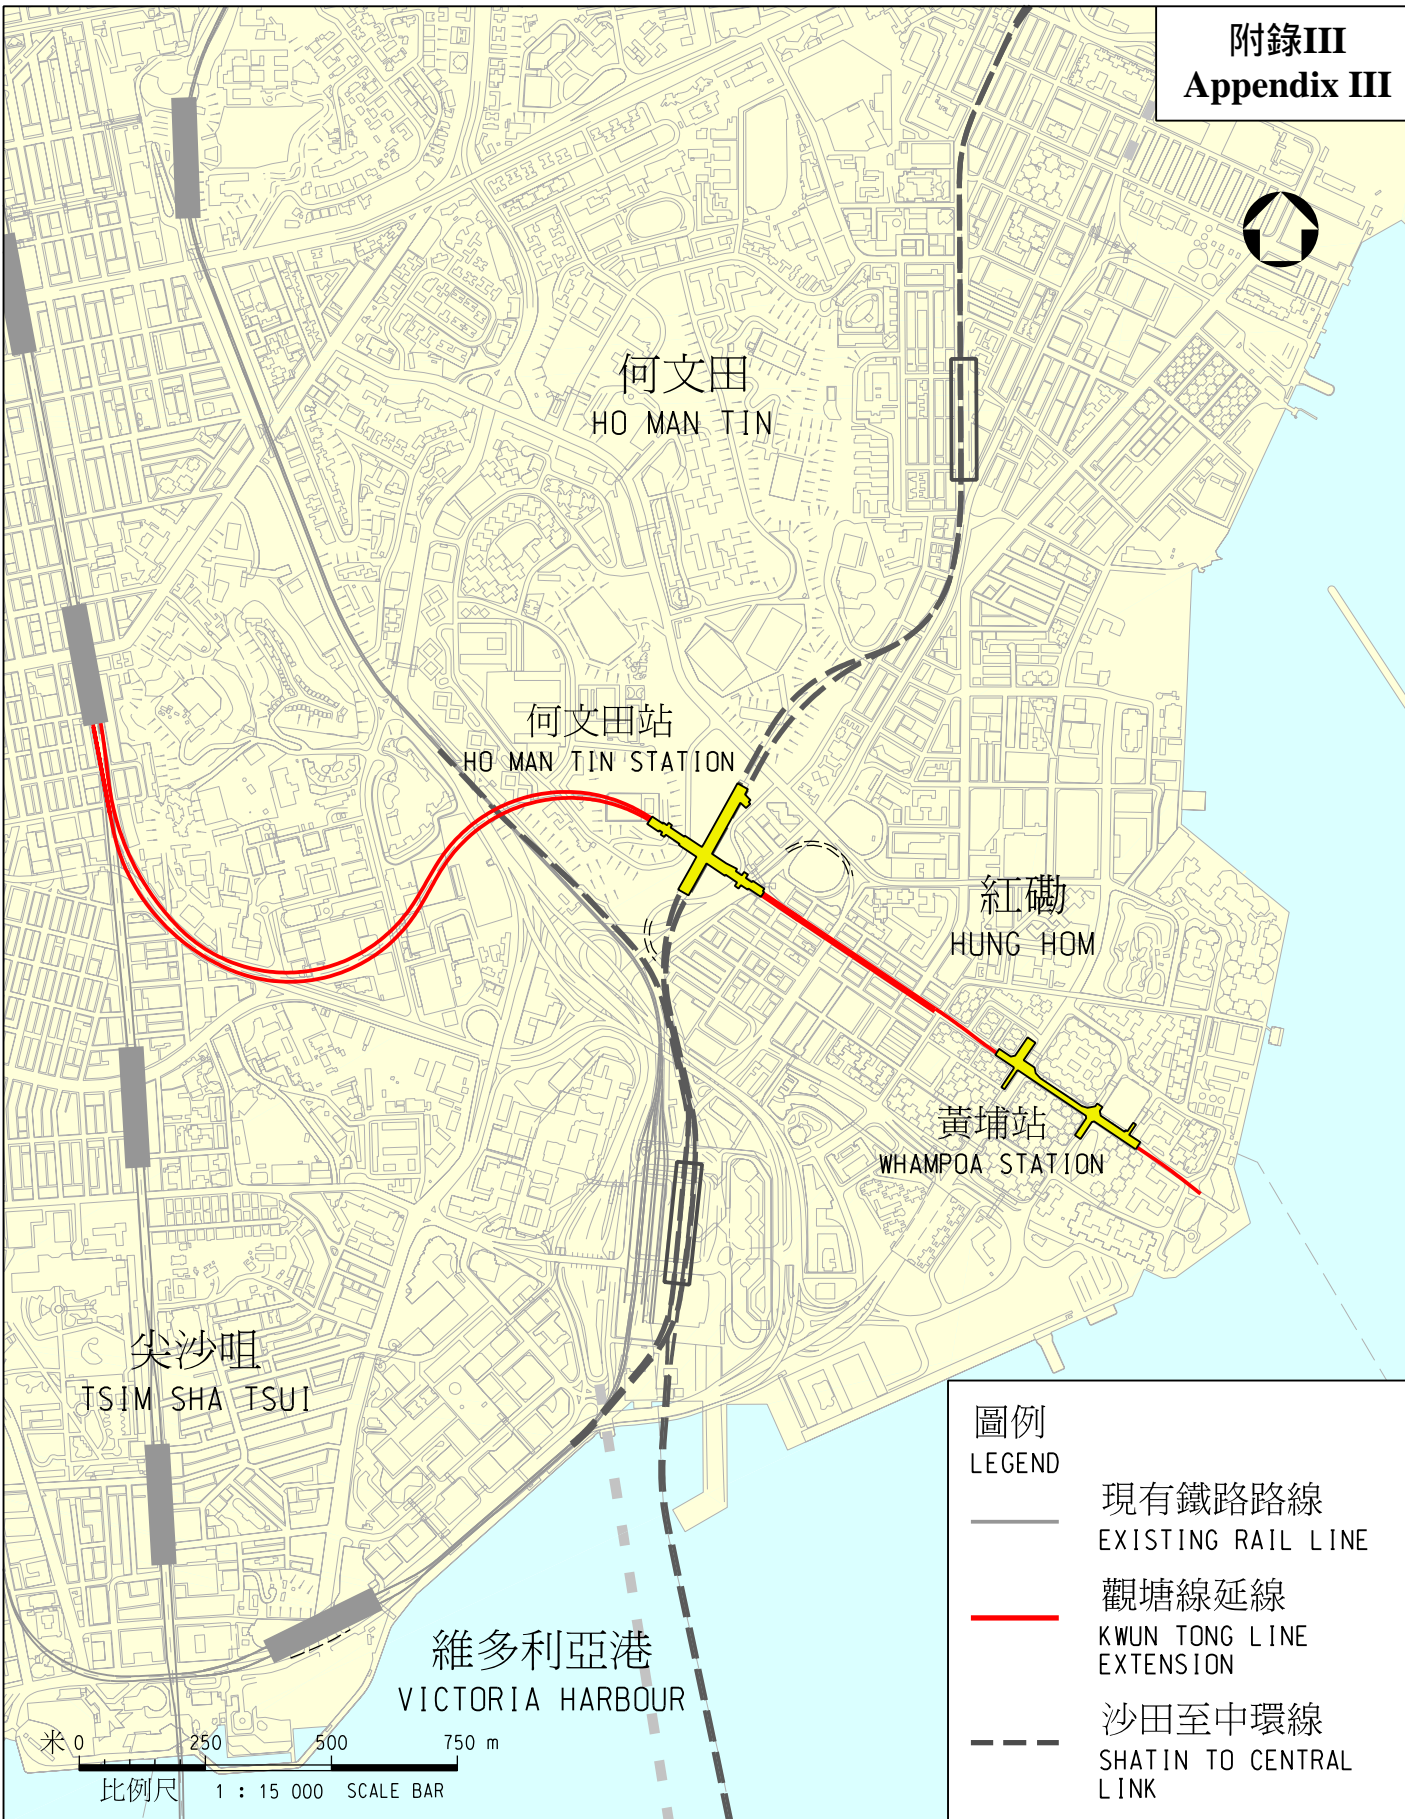 附錄III
Appendix III
何文田
HO MAN TIN
何文田站
HO MAN TIN STATION
紅磡
HUNG HOM
黃埔站
WHAMPOA STATION
尖沙咀
TSIM SHA TSUI
維多利亞港
VICTORIA HARBOUR
米 0 250 500 750 m
比例尺 1 : 15 000 SCALE BAR
圖例
LEGEND
現有鐵路路線
EXISTING RAIL LINE
觀塘線延線
KWUN TONG LINE
EXTENSION
沙田至中環線
SHATIN TO CENTRAL
LINK